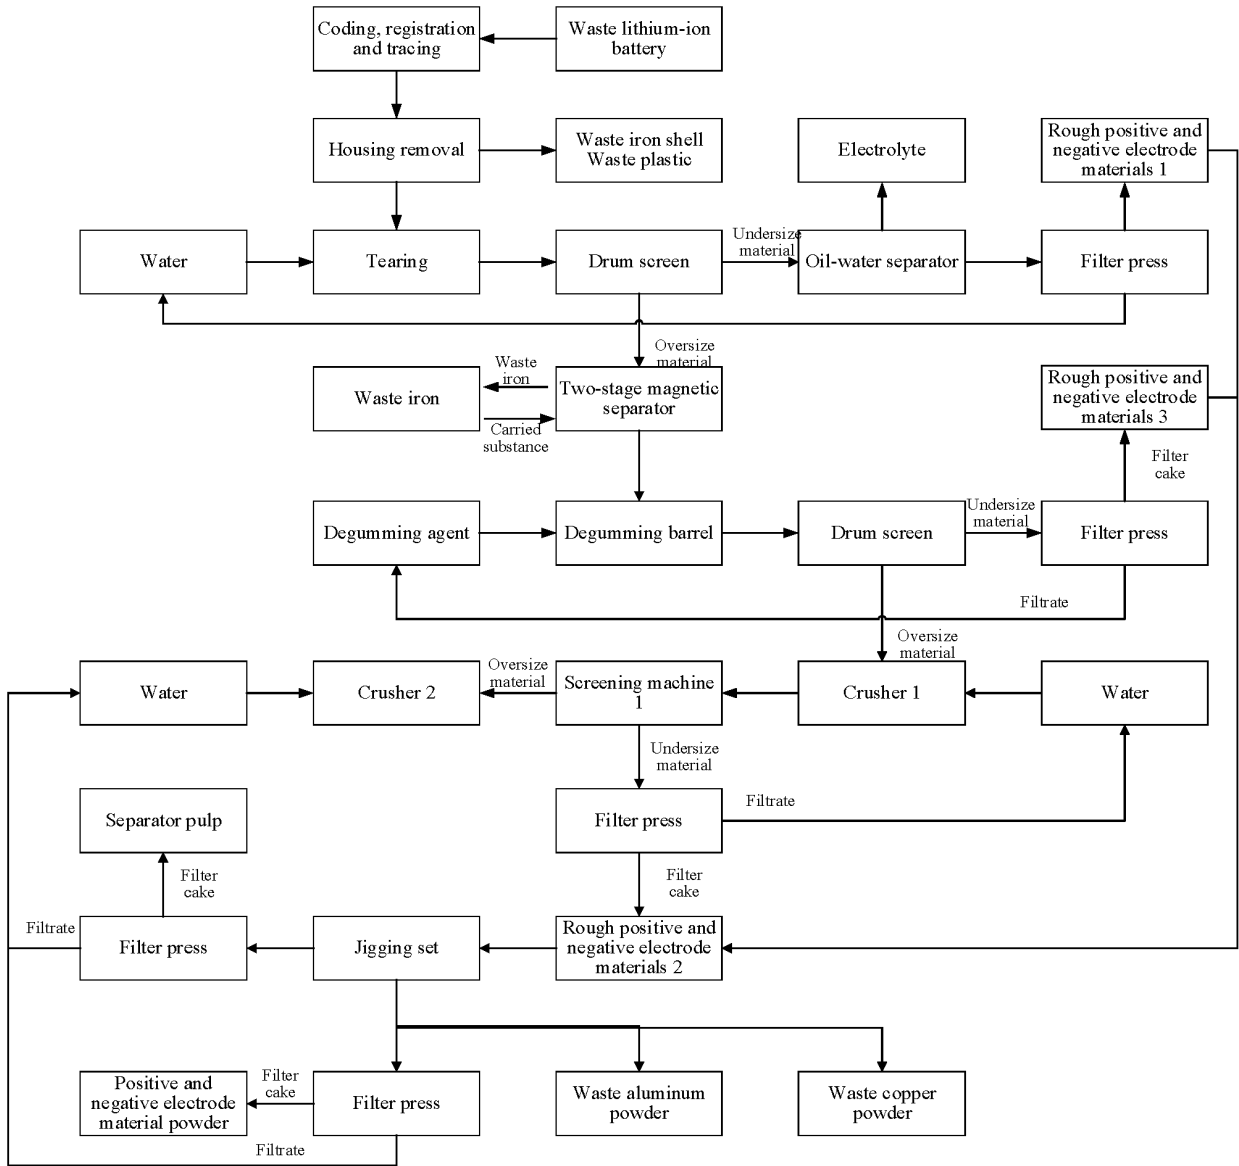 Coding, registration
and tracing
Waste lithium-ion
battery
Housing removal
Waste iron shell
Waste plastic
Electrolyte
Rough positive and
negative electrode
materials 1
Water
Tearing
Drum screen
Undersize
material
Oil-water separator
Filter press
Oversize
material
Waste iron
Waste
iron
Carried
substance
Two-stage magnetic
separator
Rough positive and
negative electrode
materials 3
Filter
cake
Degumming agent
Degumming barrel
Drum screen
Undersize
material
Filter press
Filtrate
Oversize
material
Water
Crusher 2
Oversize
material
Screening machine
1
Crusher 1
Water
Undersize
material
Separator pulp
Filter press
Filtrate
Filter
cake
Filter
cake
Filtrate
Filter press
Jigging set
Rough positive and
negative electrode
materials 2
Positive and
negative electrode
material powder
Filter
cake
Filter press
Waste aluminum
powder
Waste copper
powder
Filtrate